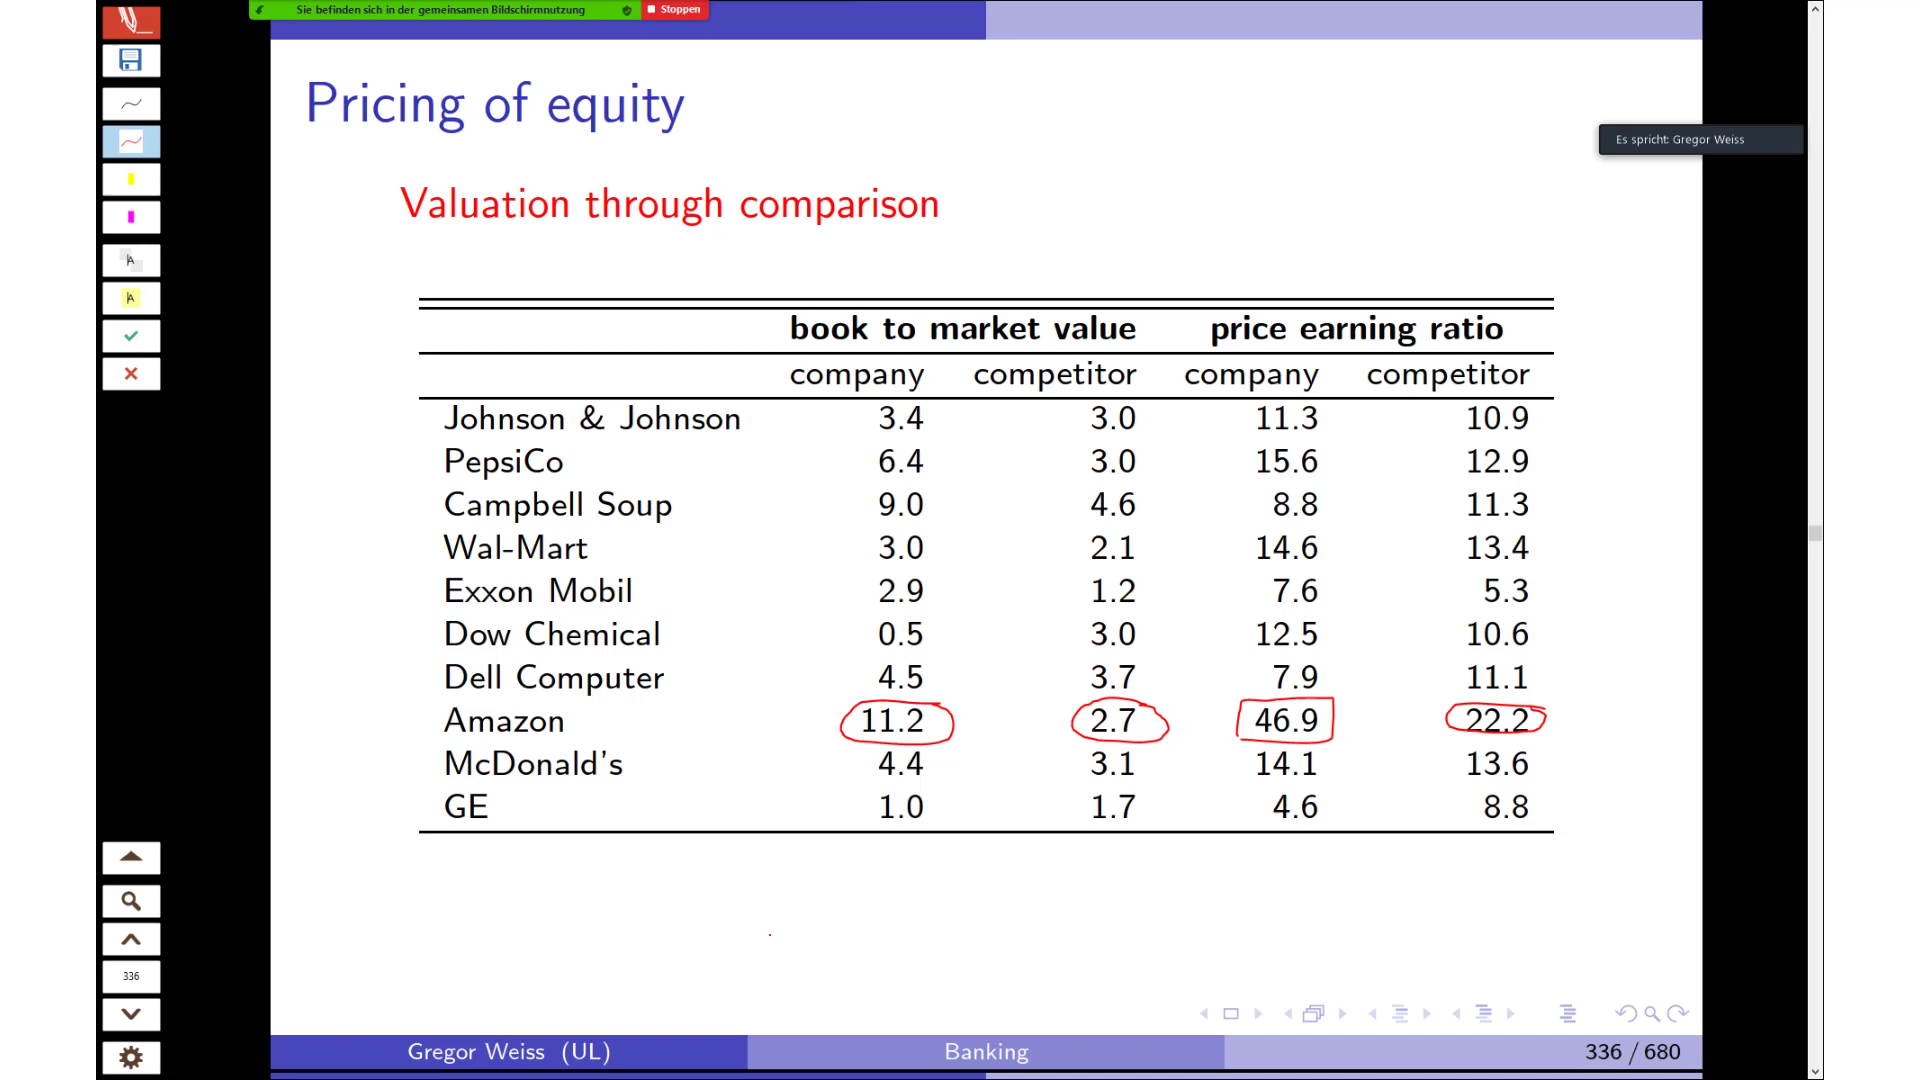 Sie befinden sich in der gemeinsamen Bildschirmnutzung Stoppen
Pricing of equity
Es spricht: Gregor Weiss
Valuation through comparison
book to market value price earning ratio
company competitor company competitor
Johnson & Johnson 3.4 3.0 11.3 10.9
PepsiCo 6.4 3.0 15.6 12.9
Campbell Soup 9.0 4.6 8.8 11.3
Wal-Mart 3.0 2.1 14.6 13.4
Exxon Mobil 2.9 1.2 7.6 5.3
Dow Chemical 0.5 3.0 12.5 10.6
Dell Computer 4.5 3.7 7.9 11.1
Amazon 11.2 2.7 46.9 22.2
McDonald's 4.4 3.1 14.1 13.6
GE 1.0 1.7 4.6 8.8
336
Gregor Weiss (UL) Banking 336 / 680